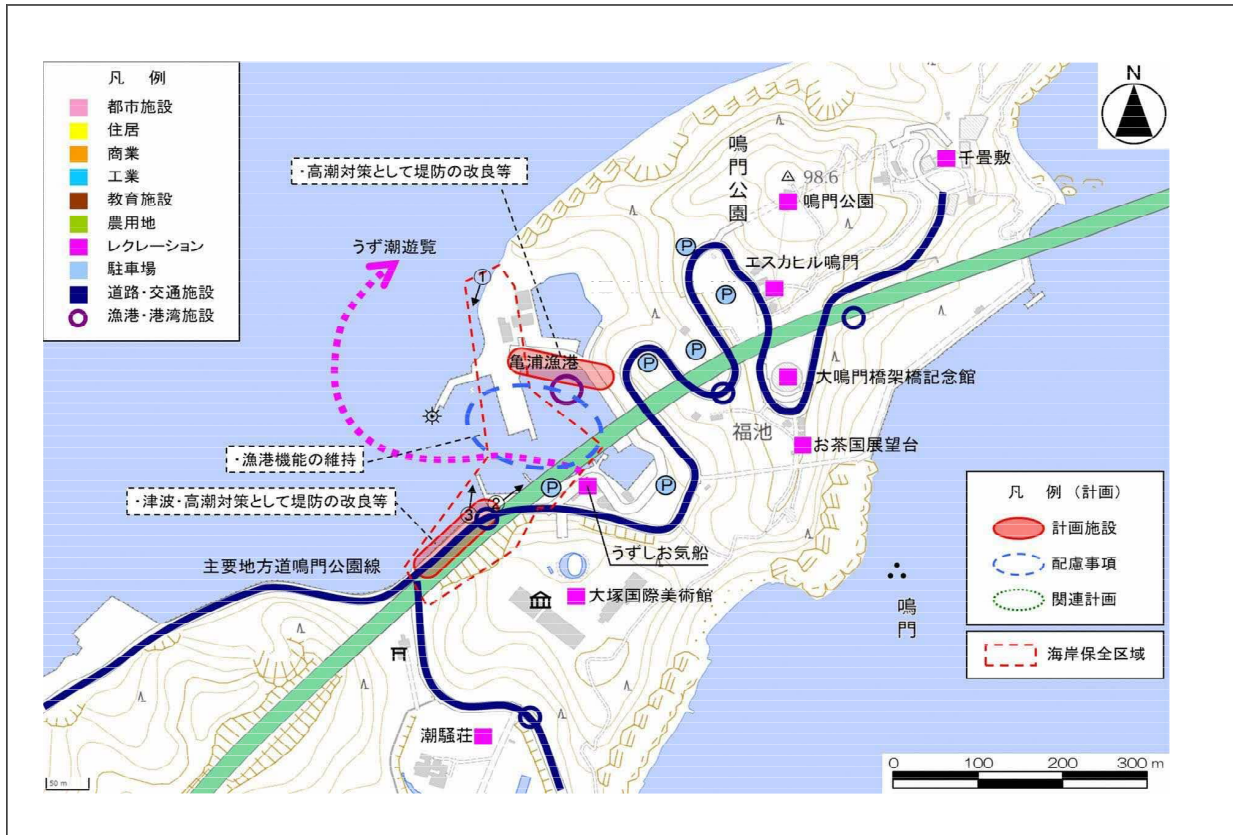 凡 例
都市施設
住居
商業
工業
教育施設
農用地
レクレーション
駐車場
道路・交通施設
漁港・港湾施設
N
千畳敷
鳴門公園
98.6
鳴門公園
・高潮対策として堤防の改良等
うず潮遊覧
エスカヒル鳴門
①
P
P
P
P
亀浦漁港
大鳴門橋架橋記念館
福池
お茶国展望台
・漁港機能の維持
P
P
・津波・高潮対策として堤防の改良等
②
③
うずしお気船
主要地方道鳴門公園線
大塚国際美術館
鳴門
潮騒荘
凡 例 (計画)
計画施設
配慮事項
関連計画
海岸保全区域
50 m
0 100 200 300 m